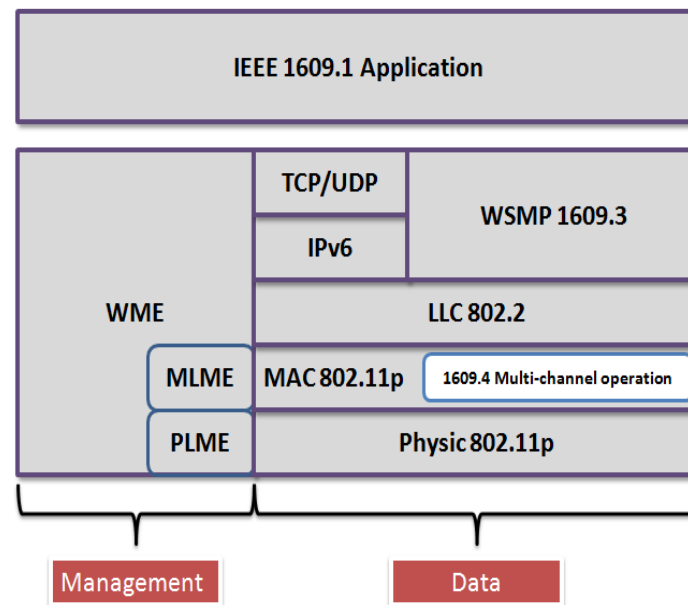 IEEE 1609.1 Application
TCP/UDP
WSMP 1609.3
IPv6
WME
LLC 802.2
MLME
MAC 802.11p
1609.4 Multi-channel operation
PLME
Physic 802.11p
Management
Data